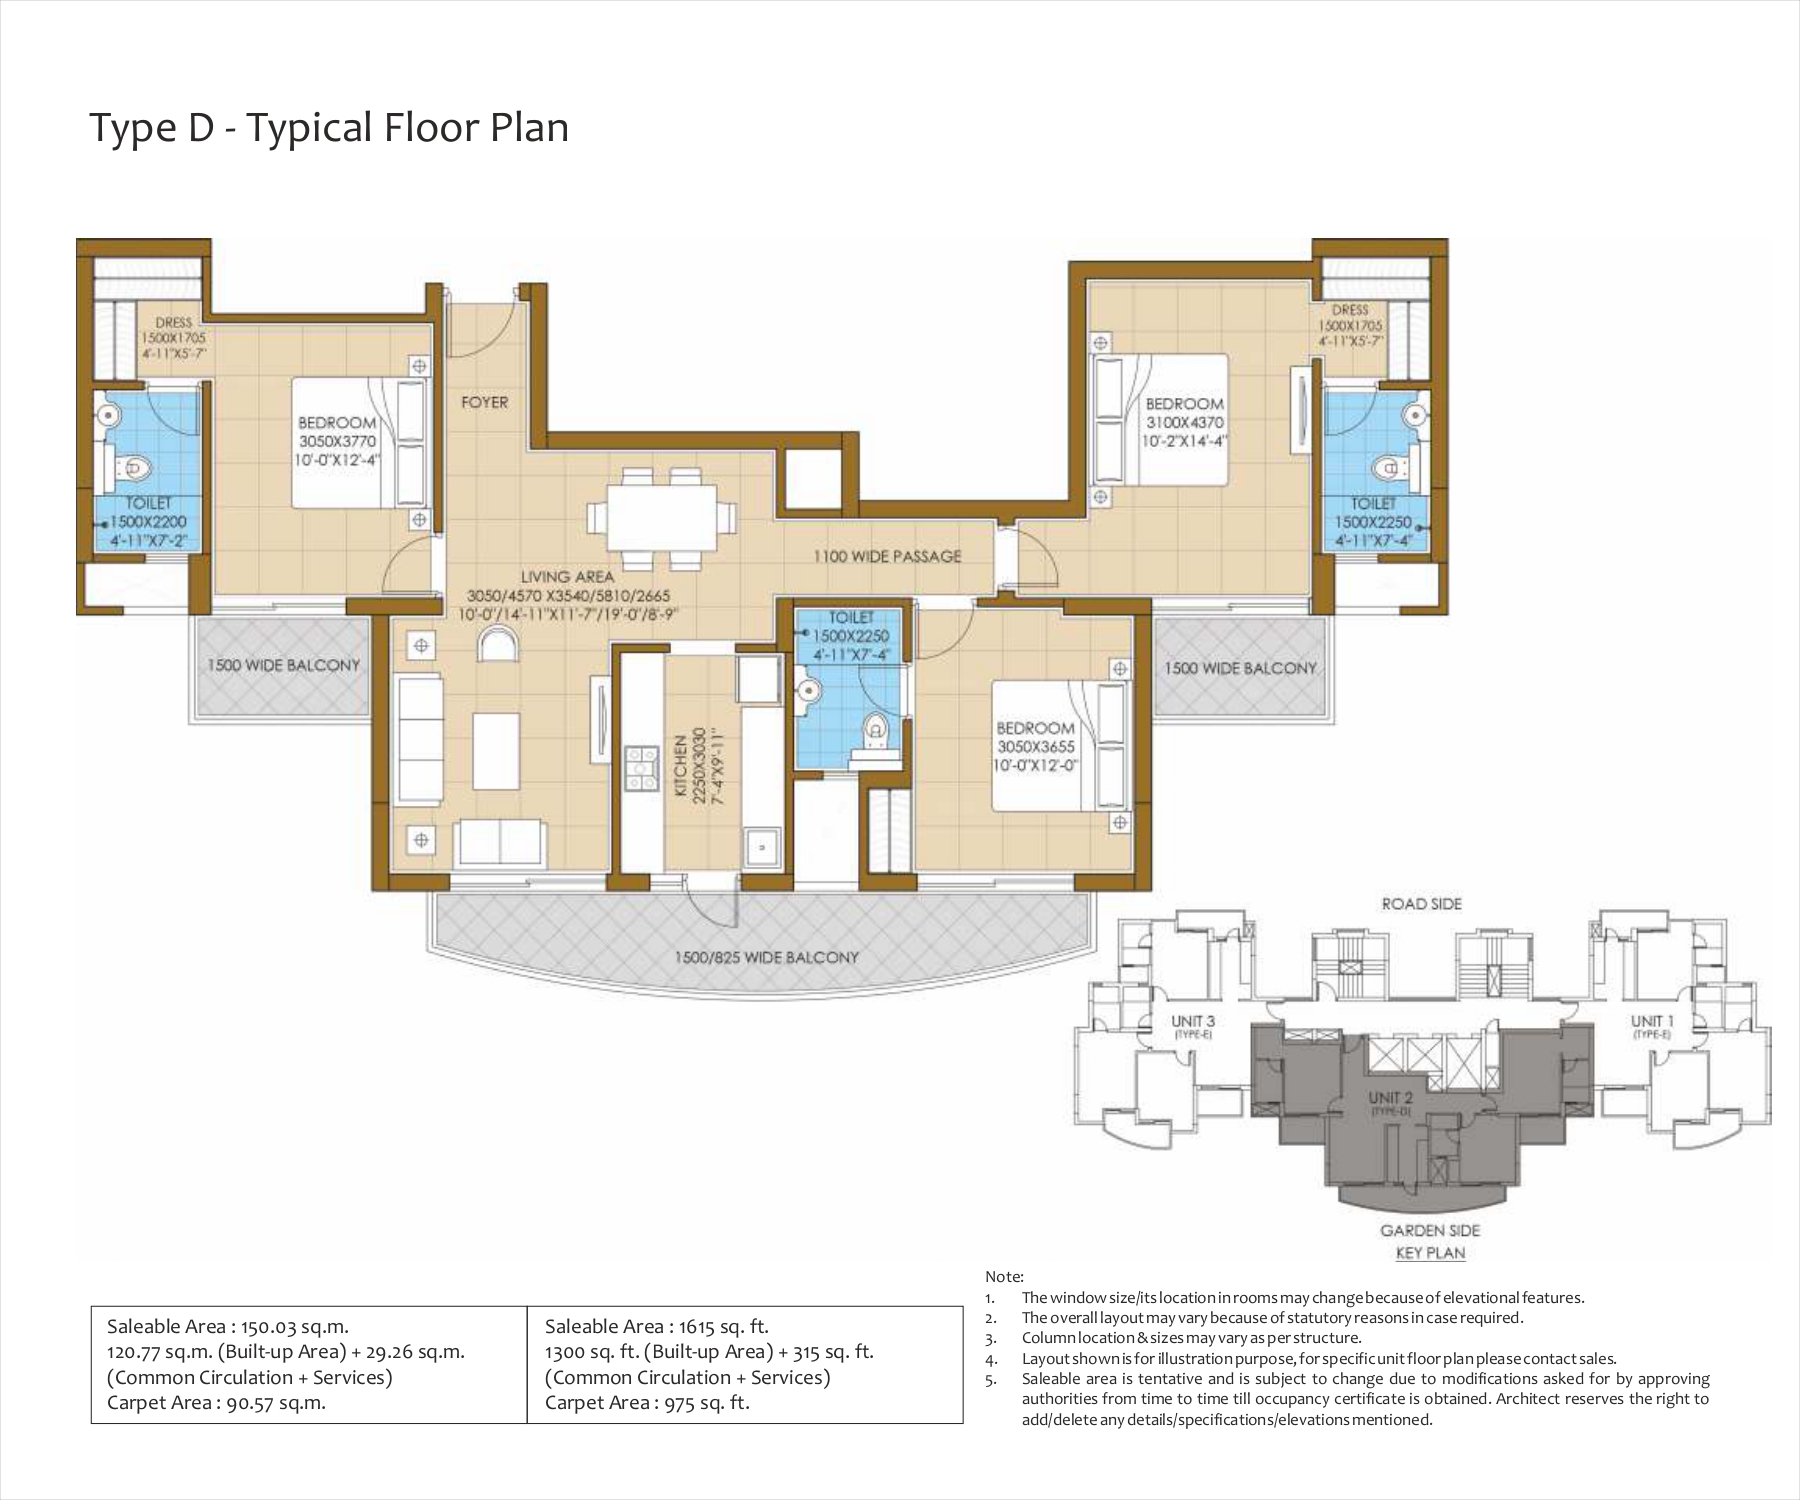 Type D - Typical Floor Plan
DRESS
1500X1705
4'-11"X5'-7"
BEDROOM
3050X3770
10'-0"X12'-4"
TOILET
1500X2200
4'-11"X7'-2"
FOYER
LIVING AREA
3050/4570 X3540/5810/2665
10'-0"/14'-11"X11'-7"/19'-0"/8'-9"
1100 WIDE PASSAGE
BEDROOM
3100X4370
10'-2"X14'-4"
DRESS
1500X1705
4'-11"X5'-7"
TOILET
1500X2250
4'-11"X7'-4"
1500 WIDE BALCONY
KITCHEN
2250X3030
7'-4"X9'-11"
TOILET
1500X2250
4'-11"X7'-4"
BEDROOM
3050X3655
10'-0"X12'-0"
1500 WIDE BALCONY
1500/825 WIDE BALCONY
ROAD SIDE
UNIT 3
(TYPE-E)
UNIT 1
(TYPE-E)
UNIT 2
(TYPE-D)
GARDEN SIDE
KEY PLAN
Saleable Area : 150.03 sq.m.
120.77 sq.m. (Built-up Area) + 29.26 sq.m.
(Common Circulation + Services)
Carpet Area : 90.57 sq.m.
Saleable Area : 1615 sq. ft.
1300 sq. ft. (Built-up Area) + 315 sq. ft.
(Common Circulation + Services)
Carpet Area : 975 sq. ft.
Note:
1. The window size/its location in rooms may change because of elevational features.
2. The overall layout may vary because of statutory reasons in case required.
3. Column location & sizes may vary as per structure.
4. Layout shown is for illustration purpose, for specific unit floor plan please contact sales.
5. Saleable area is tentative and is subject to change due to modifications asked for by approving
authorities from time to time till occupancy certificate is obtained. Architect reserves the right to
add/delete any details/specifications/elevations mentioned.